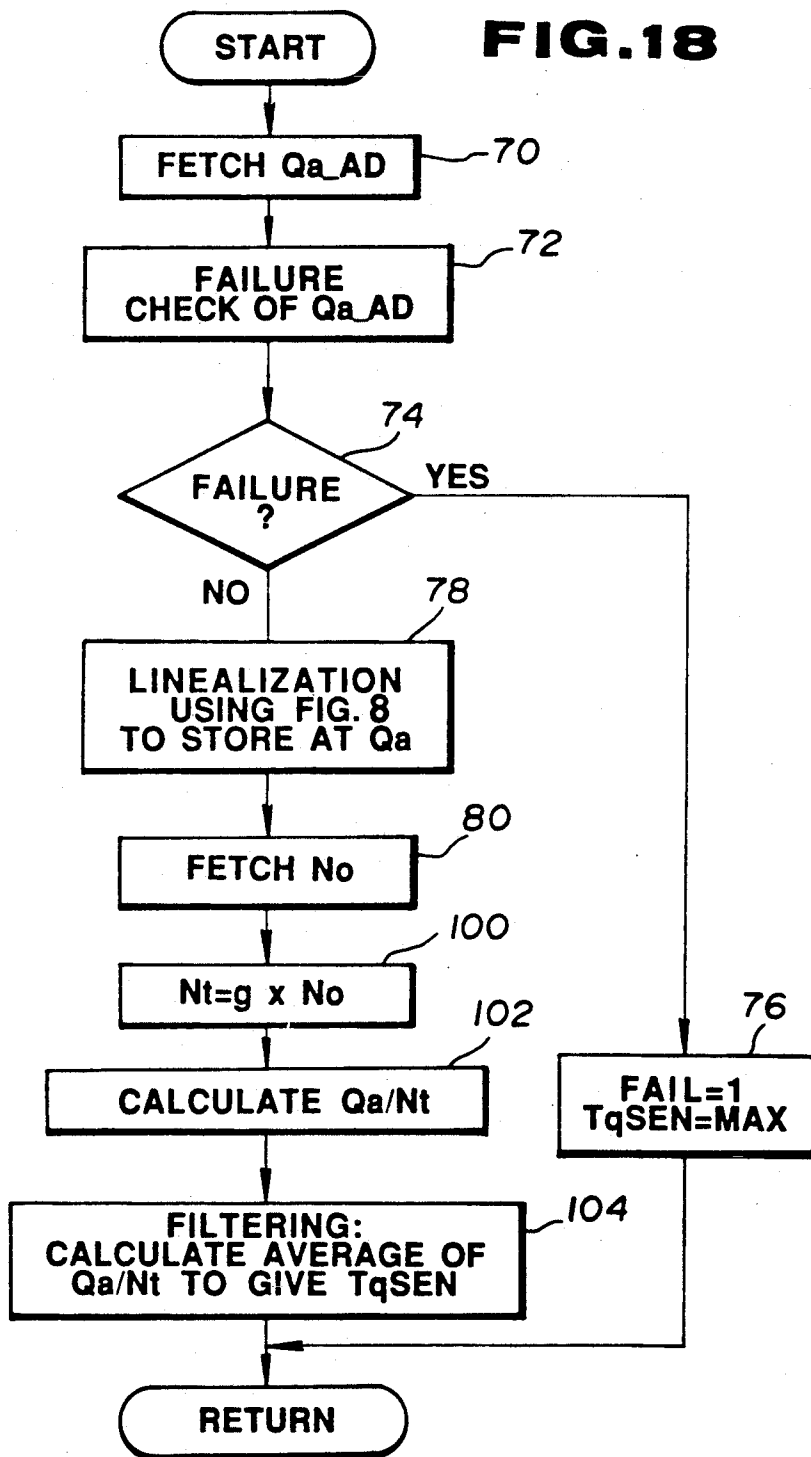 FIG.18
START
FETCH Qa_AD
70
72
FAILURE
CHECK OF Qa_AD
74
FAILURE
?
YES
NO
78
LINEALIZATION
USING FIG. 8
TO STORE AT Qa
80
FETCH No
100
Nt=g x No
102
CALCULATE Qa/Nt
76
FAIL=1
TqSEN=MAX
104
FILTERING:
CALCULATE AVERAGE OF
Qa/Nt TO GIVE TqSEN
RETURN